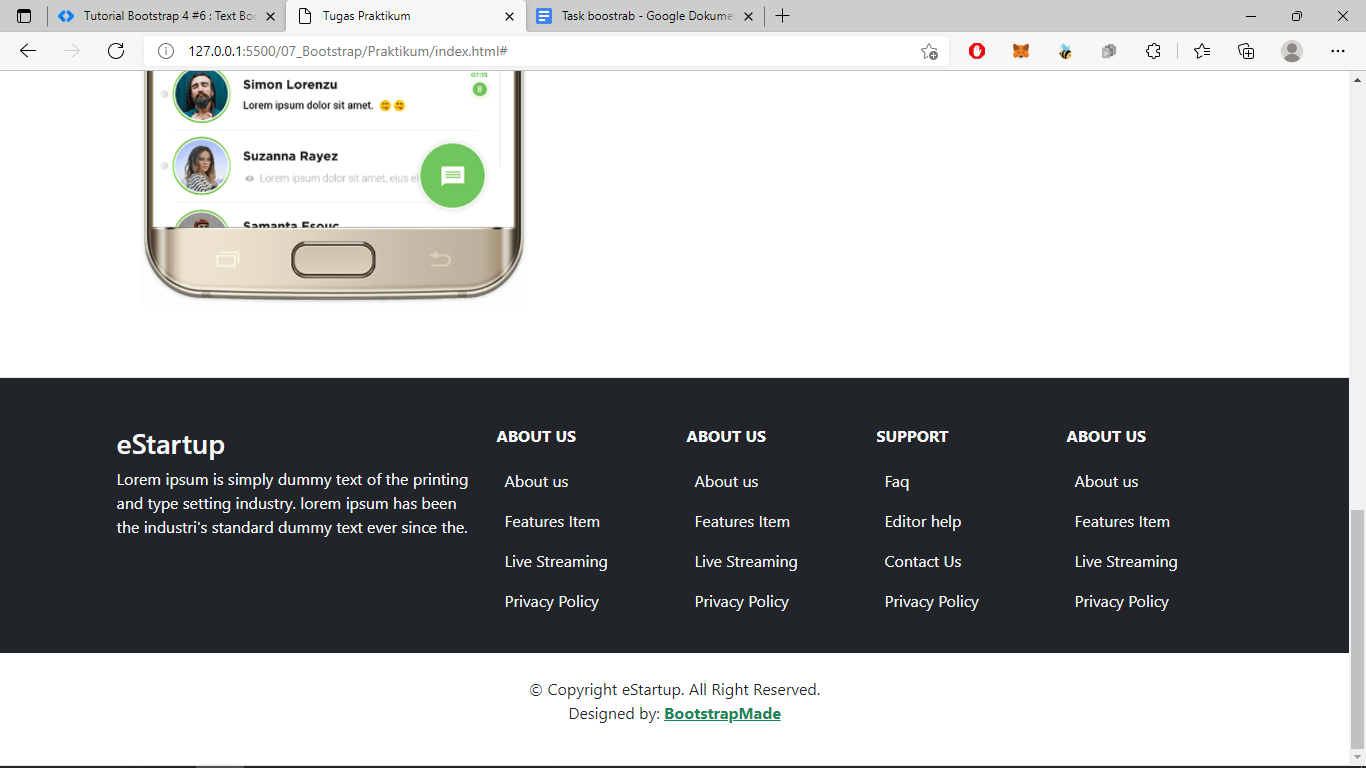 Tutorial Bootstrap 4 #6 : Text Boo
Tugas Praktikum
Task boostrab - Google Dokume
127.0.0.1:5500/07_Bootstrap/Praktikum/index.html#
Simon Lorenzu
07:15
8
Lorem ipsum dolor sit amet.
Suzanna Rayez
Lorem ipsum dolor sit amet, eius el
Samanta Esouc
eStartup
Lorem ipsum is simply dummy text of the printing
and type setting industry. lorem ipsum has been
the industri's standard dummy text ever since the.
ABOUT US
About us
Features Item
Live Streaming
Privacy Policy
ABOUT US
About us
Features Item
Live Streaming
Privacy Policy
SUPPORT
Faq
Editor help
Contact Us
Privacy Policy
ABOUT US
About us
Features Item
Live Streaming
Privacy Policy
© Copyright eStartup. All Right Reserved.
Designed by: BootstrapMade